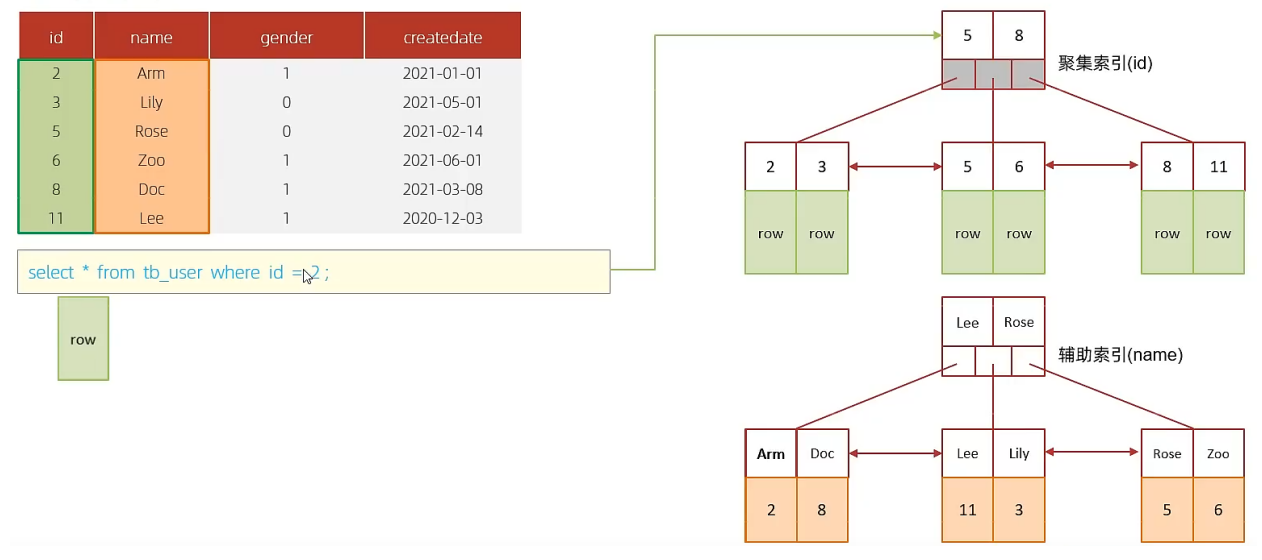 id name gender createdate
2 Arm 1 2021-01-01
3 Lily 0 2021-05-01
5 Rose 0 2021-02-14
6 Zoo 1 2021-06-01
8 Doc 1 2021-03-08
11 Lee 1 2020-12-03
select * from tb_user where id = 2 ;
row
5 8
聚集索引(id)
2 3 5 6 8 11
row row row row row row
Lee Rose
辅助索引(name)
Arm Doc Lee Lily Rose Zoo
2 8 11 3 5 6